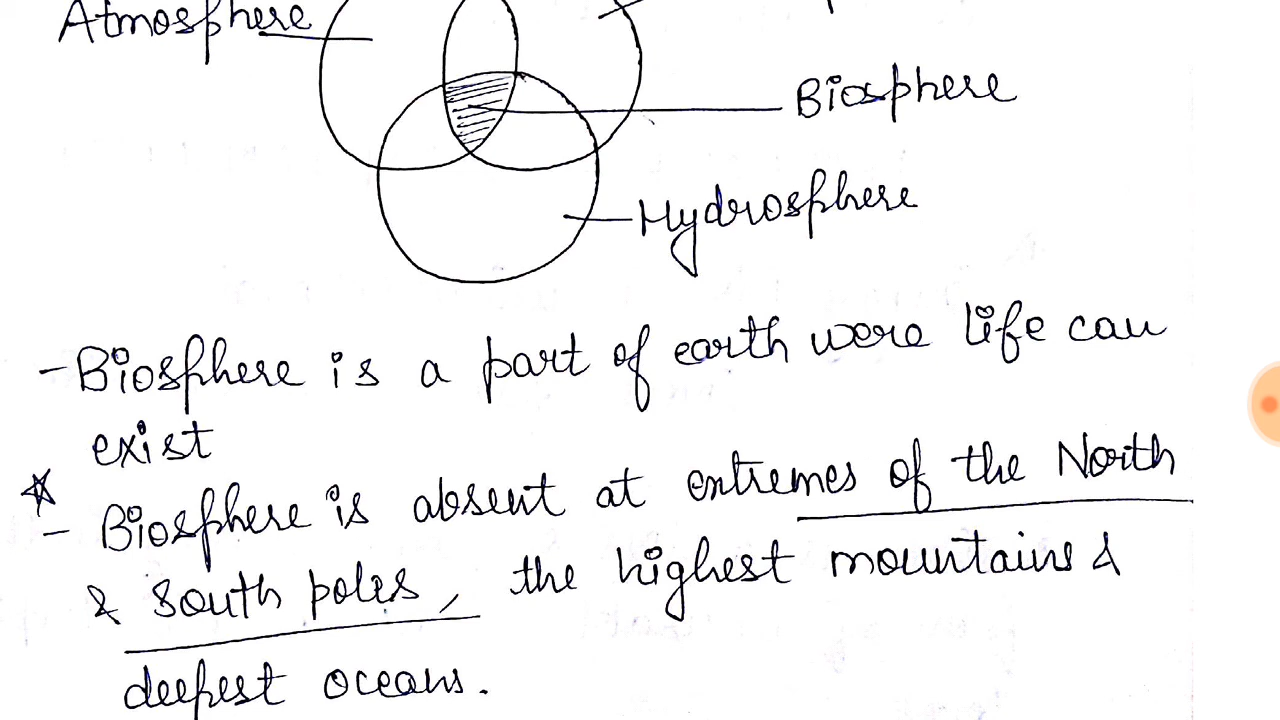 Atmosphere
Biosphere
Hydrosphere
- Biosphere is a part of earth were life can
exist
- Biosphere is absent at extremes of the North
& South poles, the highest mountains &
deepest oceans.